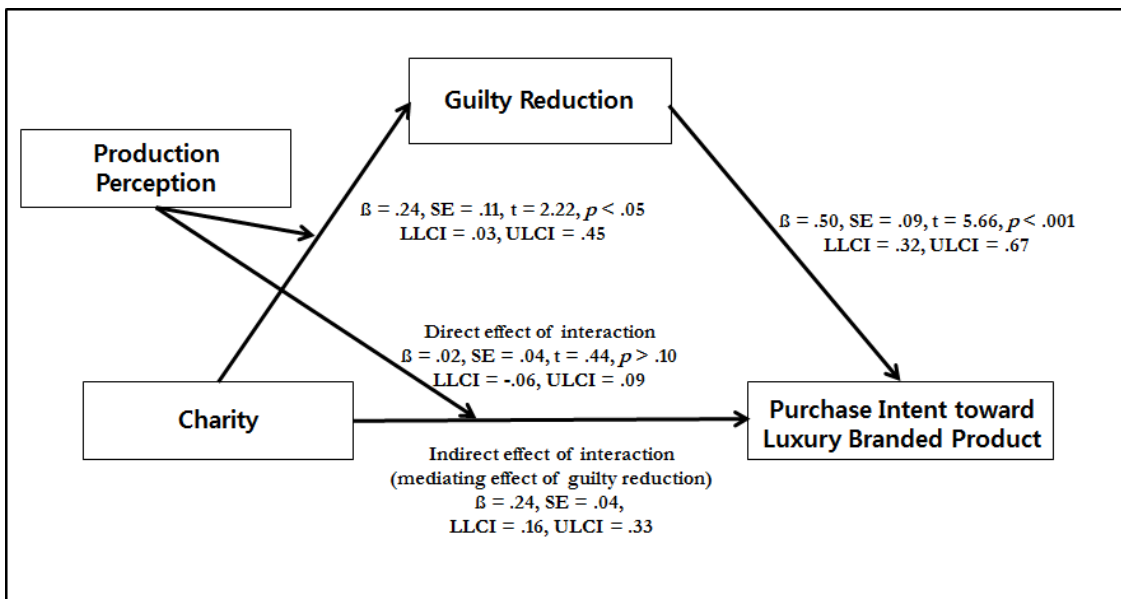 Guilty Reduction
Production
Perception
ß = .24, SE = .11, t = 2.22, p < .05
LLCI = .03, ULCI = .45
ß = .50, SE = .09, t = 5.66, p < .001
LLCI = .32, ULCI = .67
Direct effect of interaction
ß = .02, SE = .04, t = .44, p > .10
LLCI = -.06, ULCI = .09
Charity
Purchase Intent toward
Luxury Branded Product
Indirect effect of interaction
(mediating effect of guilty reduction)
ß = .24, SE = .04,
LLCI = .16, ULCI = .33